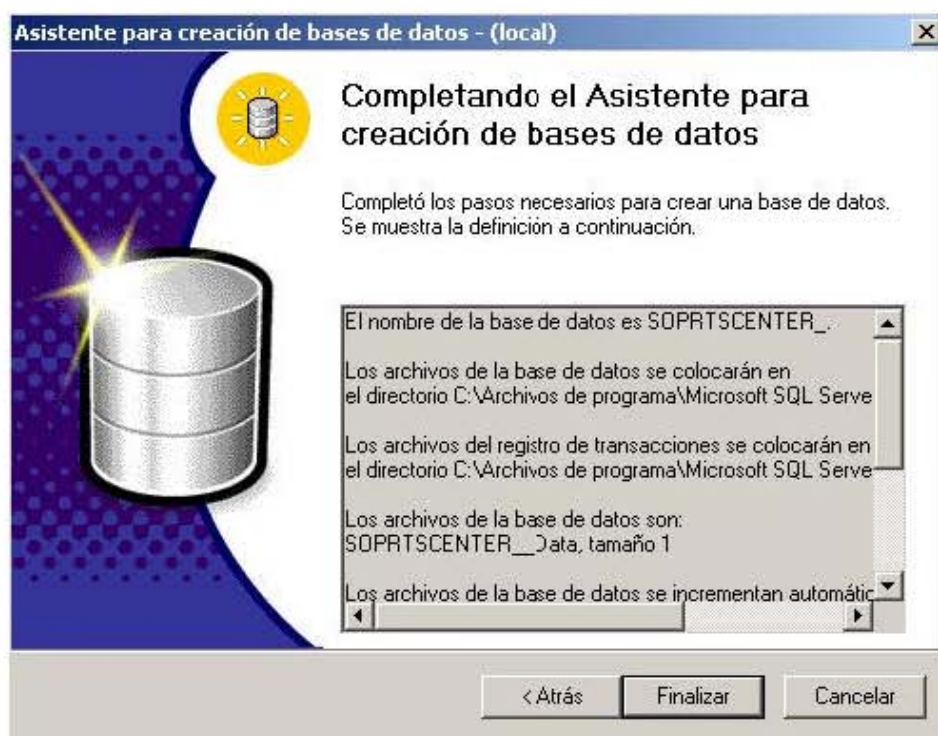 Asistente para creación de bases de datos - (local)
Completando el Asistente para
creación de bases de datos
Completó los pasos necesarios para crear una base de datos.
Se muestra la definición a continuación.
El nombre de la base de datos es SOPRTSCENTER_.
Los archivos de la base de datos se colocarán en
el directorio C:\Archivos de programa\Microsoft SQL Serve
Los archivos del registro de transacciones se colocarán en
el directorio C:\Archivos de programa\Microsoft SQL Serve
Los archivos de la base de datos son:
SOPRTSCENTER__Data, tamaño 1
Los archivos de la base de datos se incrementan automátic
< Atrás
Finalizar
Cancelar